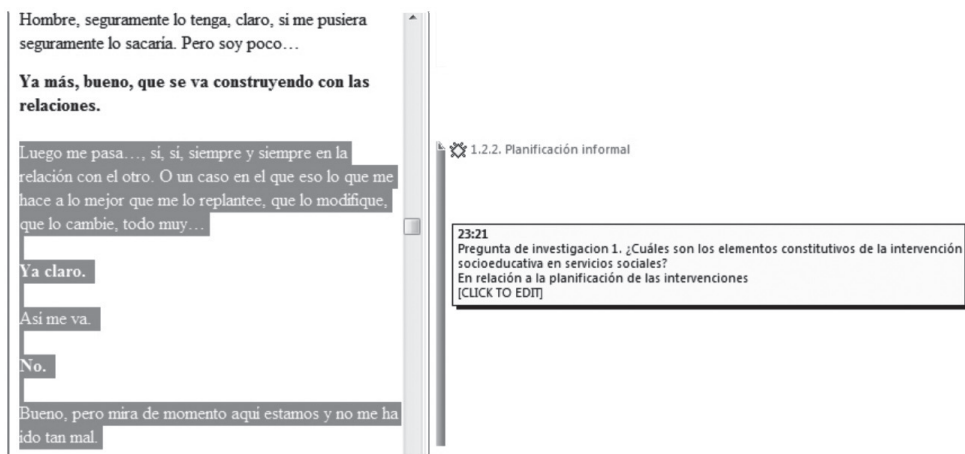 Hombre, seguramente lo tenga, claro, si me pusiera
seguramente lo sacaría. Pero soy poco…
Ya más, bueno, que se va construyendo con las
relaciones.
Luego me pasa…, si, sí, siempre y siempre en la
relación con el otro. O un caso en el que eso lo que me
hace a lo mejor que me lo replantee, que lo modifique,
que lo cambie, todo muy…
Ya claro.
Así me va.
No.
Bueno, pero mira de momento aquí estamos y no me ha
ido tan mal.
1.2.2. Planificación informal
23:21
Pregunta de investigacion 1. ¿Cuáles son los elementos constitutivos de la intervención
socioeducativa en servicios sociales?
En relación a la planificación de las intervenciones
[CLICK TO EDIT]